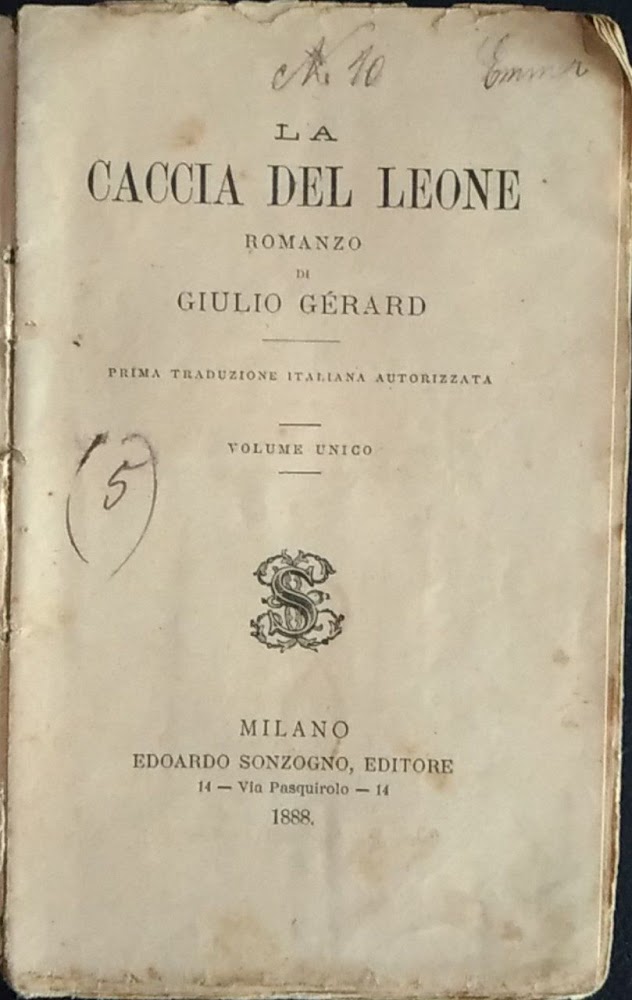 N. 10
LA
CACCIA DEL LEONE
ROMANZO
DI
GIULIO GÉRARD
PRIMA TRADUZIONE ITALIANA AUTORIZZATA
VOLUME UNICO
(5)
S
MILANO
EDOARDO SONZOGNO, EDITORE
14 — Via Pasquirolo — 14
1888.